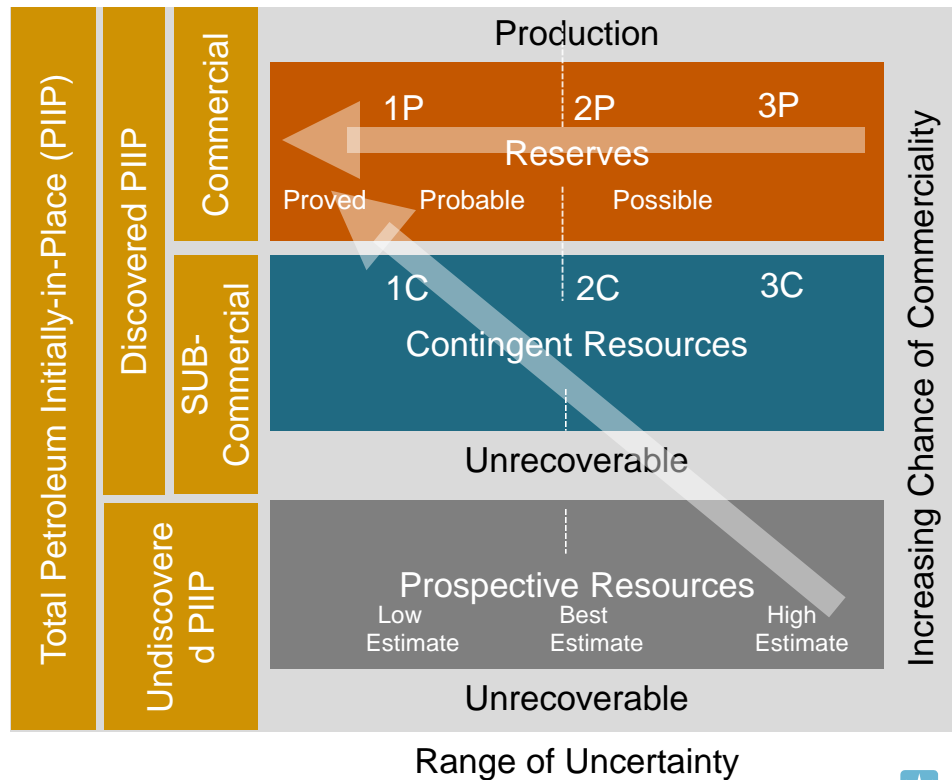 Total Petroleum Initially-in-Place (PIIP)
Discovered PIIP
Commercial
SUB-
Commercial
Undiscovere
d PIIP
Production
1P 2P 3P
Reserves
Proved Probable Possible
1C 2C 3C
Contingent Resources
Unrecoverable
Prospective Resources
Low Best High
Estimate Estimate Estimate
Unrecoverable
Increasing Chance of Commerciality
Range of Uncertainty